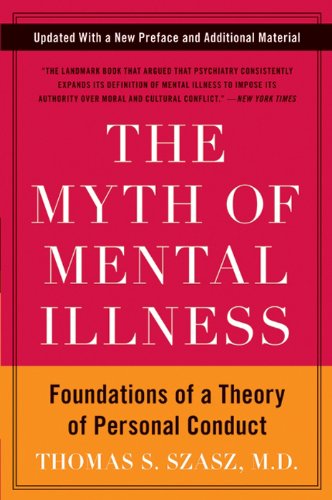 Updated With a New Preface and Additional Material
"THE LANDMARK BOOK THAT ARGUED THAT PSYCHIATRY CONSISTENTLY
EXPANDS ITS DEFINITION OF MENTAL ILLNESS TO IMPOSE ITS
AUTHORITY OVER MORAL AND CULTURAL CONFLICT."—NEW YORK TIMES
THE
MYTH OF
MENTAL
ILLNESS
Foundations of a Theory
of Personal Conduct
THOMAS S. SZASZ, M.D.